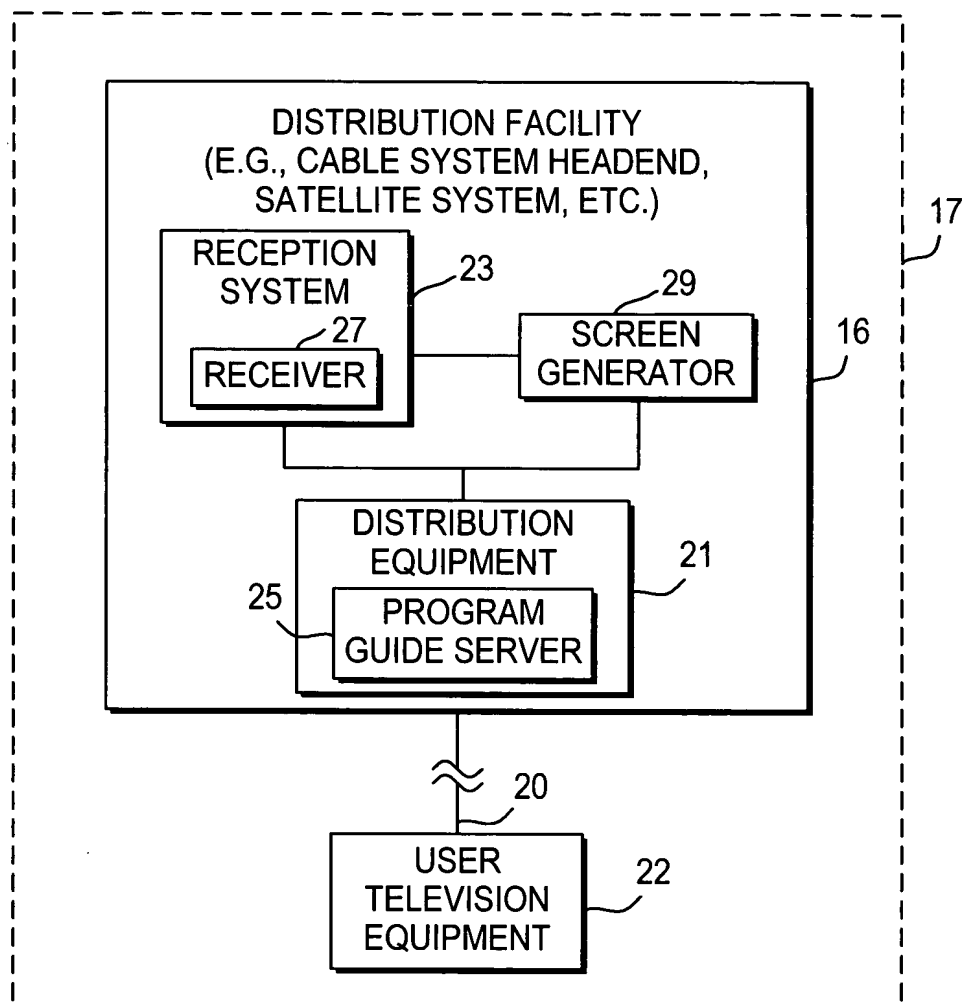 DISTRIBUTION FACILITY
(E.G., CABLE SYSTEM HEADEND,
SATELLITE SYSTEM, ETC.)
17
RECEPTION
SYSTEM
23
27
RECEIVER
29
SCREEN
GENERATOR
16
DISTRIBUTION
EQUIPMENT
21
25
PROGRAM
GUIDE SERVER
20
USER
TELEVISION
EQUIPMENT
22